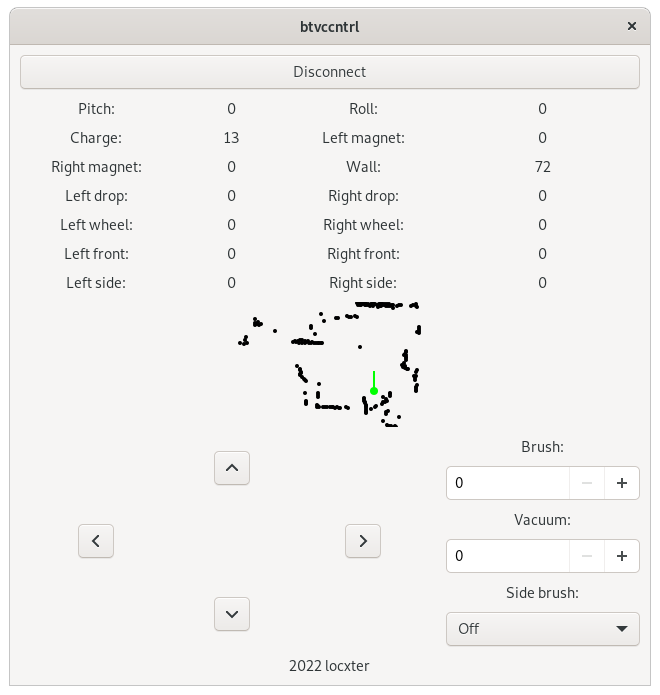 btvccntrl
Disconnect
Pitch: 0 Roll: 0
Charge: 13 Left magnet: 0
Right magnet: 0 Wall: 72
Left drop: 0 Right drop: 0
Left wheel: 0 Right wheel: 0
Left front: 0 Right front: 0
Left side: 0 Right side: 0
Brush:
0
Vacuum:
0
Side brush:
Off
2022 locxter